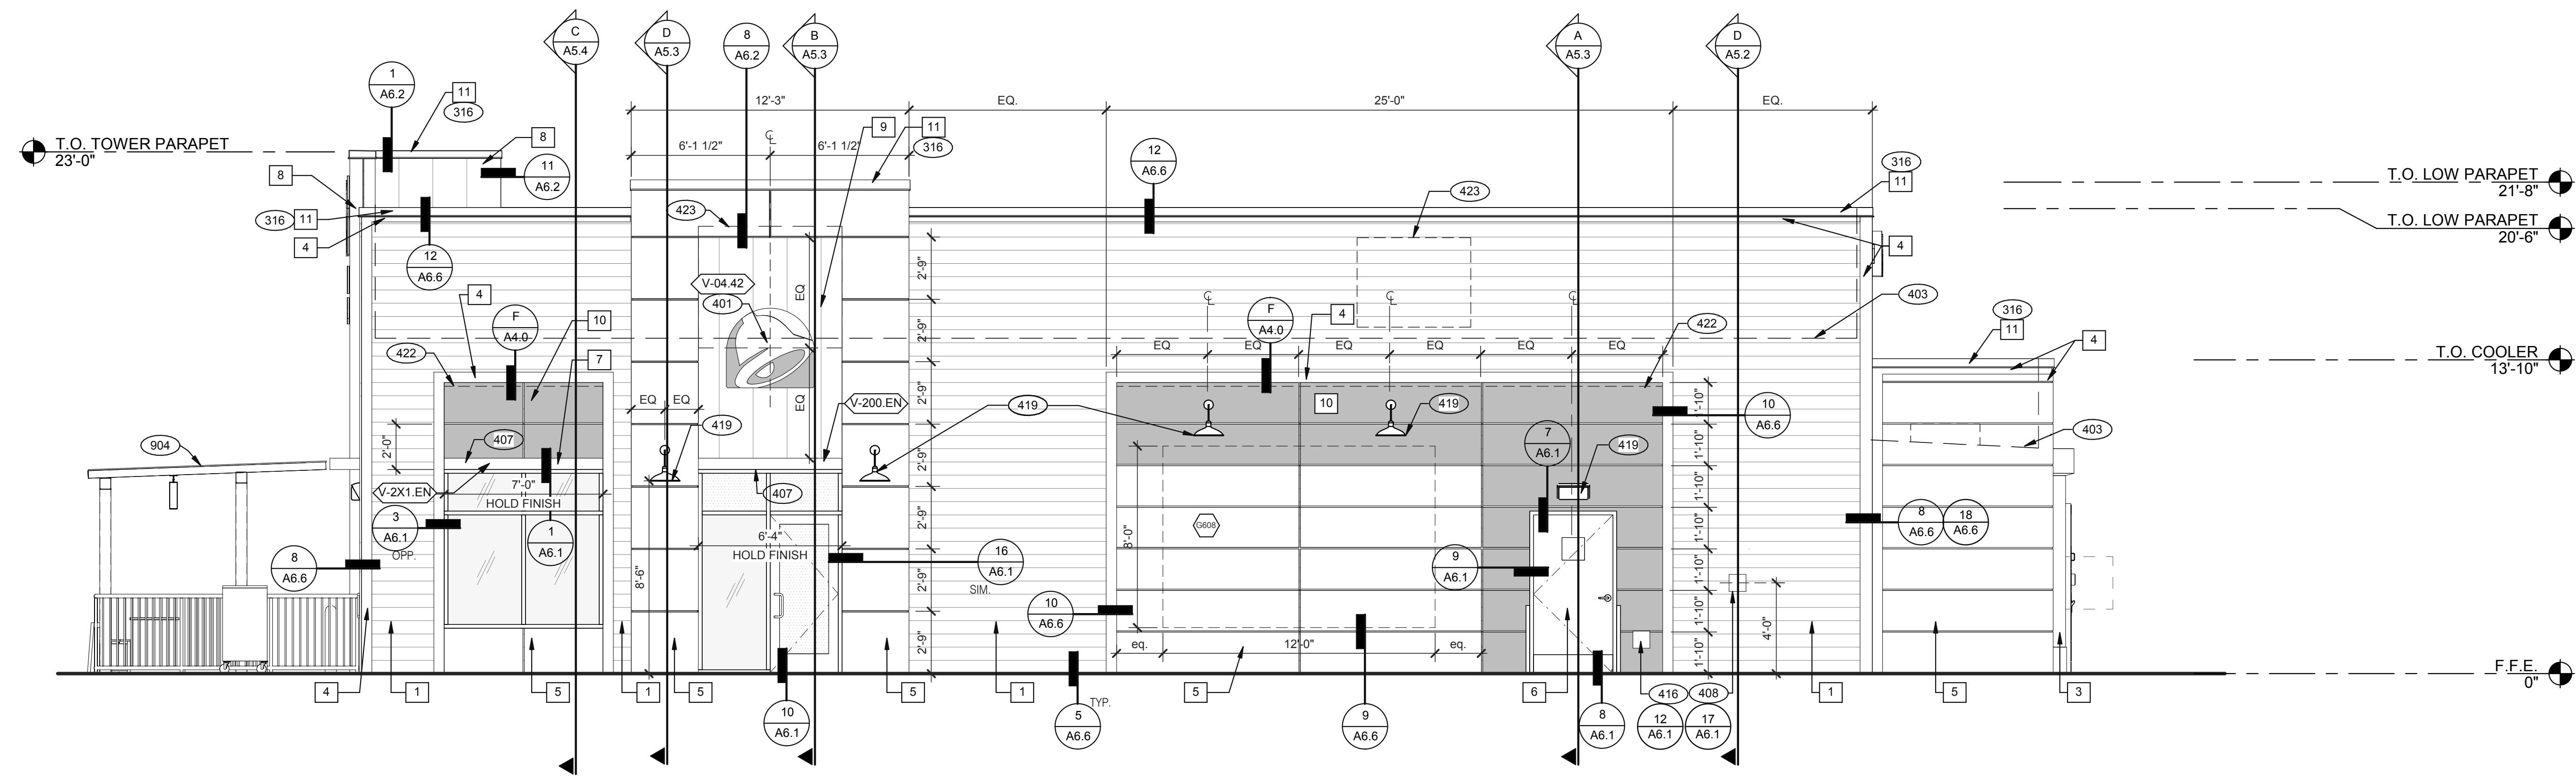 C
A5.4
D
A5.3
8
A6.2
B
A5.3
A
A5.3
D
A5.2
1
A6.2
11
316
12'-3"
EQ.
25'-0"
EQ.
T.O. TOWER PARAPET
23'-0"
8
11
A6.2
8
316
11
4
12
A6.6
6'-1 1/2"
℄
6'-1 1/2"
9
11
316
12
A6.6
423
316
11
T.O. LOW PARAPET
21'-8"
T.O. LOW PARAPET
20'-6"
423
4
V-04.42
401
EQ
EQ
2'-9"
2'-9"
2'-9"
2'-9"
2'-9"
2'-9"
2'-9"
4
F
A4.0
10
422
7
℄
℄
℄
F
A4.0
4
422
403
316
11
4
T.O. COOLER
13'-10"
EQ
EQ
EQ
EQ
EQ
EQ
EQ
EQ
V-200.EN
419
419
10
419
419
10
A6.6
7
A6.1
403
904
2'-0"
407
V-2X1.EN
7'-0"
HOLD FINISH
3
A6.1
OPP.
1
A6.1
8
A6.6
407
6'-4"
HOLD FINISH
8'-6"
16
A6.1
SIM.
8'-0"
G608
9
A6.1
10
A6.6
1'-10"
1'-10"
1'-10"
1'-10"
1'-10"
1'-10"
1'-10"
4'-0"
8
A6.6
18
A6.6
eq.
12'-0"
eq.
F.F.E.
0"
4
1
5
1
5
5
1
5
6
1
5
3
10
A6.1
5
A6.6
TYP.
9
A6.6
8
A6.1
416
408
12
A6.1
17
A6.1